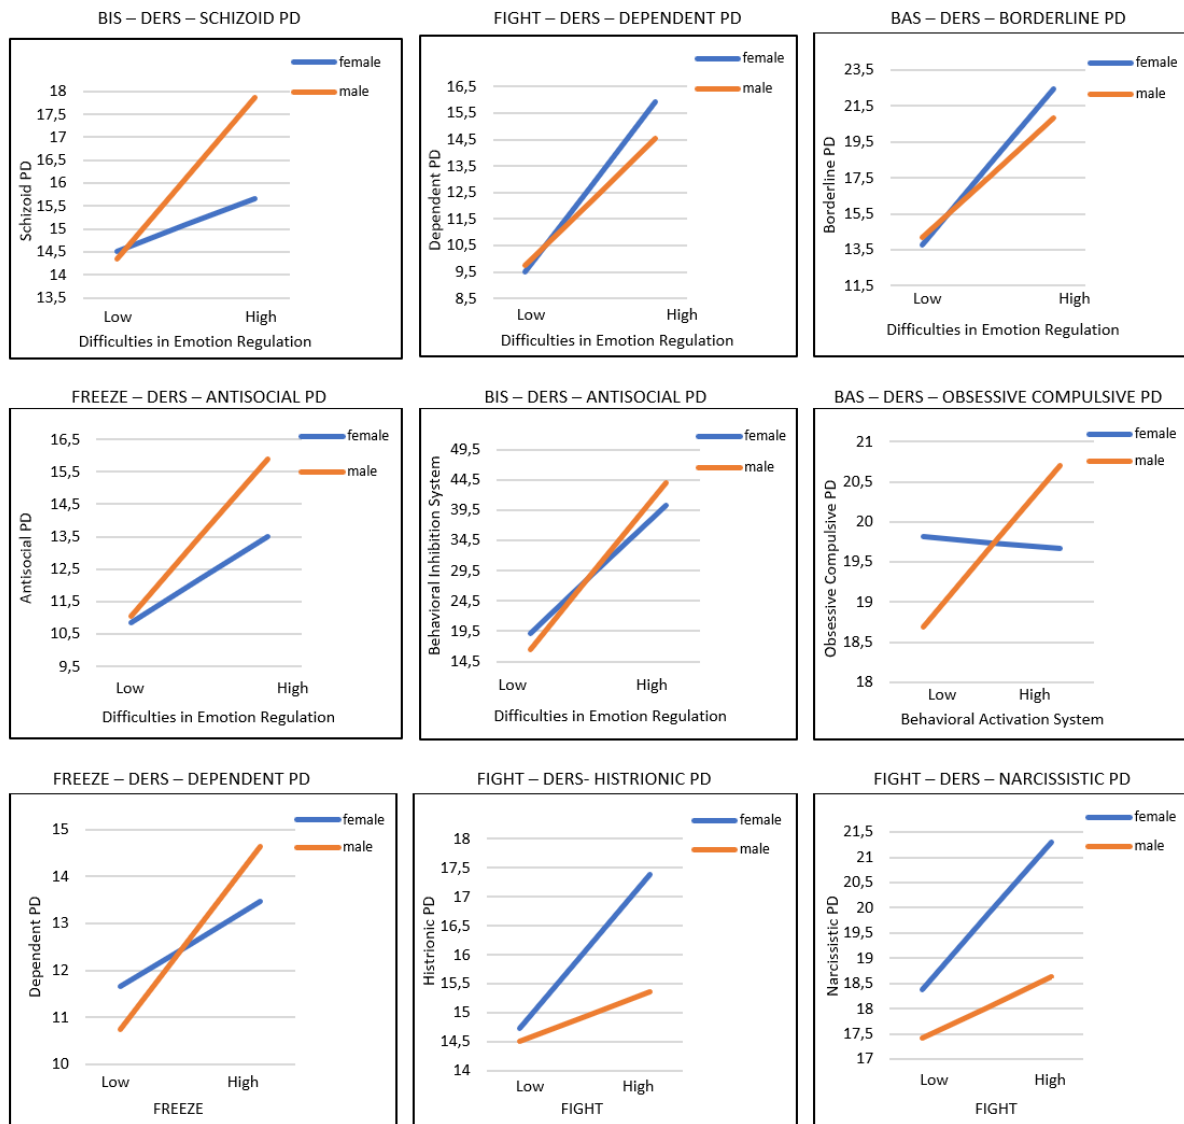 BIS – DERS – SCHIZOID PD
female
male
Schizoid PD
18
17,5
17
16,5
16
15,5
15
14,5
14
13,5
Low
High
Difficulties in Emotion Regulation
FIGHT – DERS – DEPENDENT PD
female
male
Dependent PD
16,5
15,5
14,5
13,5
12,5
11,5
10,5
9,5
8,5
Low
High
Difficulties in Emotion Regulation
BAS – DERS – BORDERLINE PD
female
male
Borderline PD
23,5
21,5
19,5
17,5
15,5
13,5
11,5
Low
High
Difficulties in Emotion Regulation
FREEZE – DERS – ANTISOCIAL PD
female
male
Antisocial PD
16,5
15,5
14,5
13,5
12,5
11,5
10,5
9,5
Low
High
Difficulties in Emotion Regulation
BIS – DERS – ANTISOCIAL PD
female
male
Behavioral Inhibition System
49,5
44,5
39,5
34,5
29,5
24,5
19,5
14,5
Low
High
Difficulties in Emotion Regulation
BAS – DERS – OBSESSIVE COMPULSIVE PD
female
male
Obsessive Compulsive PD
21
20,5
20
19,5
19
18,5
18
Low
High
Behavioral Activation System
FREEZE – DERS – DEPENDENT PD
female
male
Dependent PD
15
14
13
12
11
10
Low
High
FREEZE
FIGHT – DERS- HISTRIONIC PD
female
male
Histrionic PD
18
17,5
17
16,5
16
15,5
15
14,5
14
Low
High
FIGHT
FIGHT – DERS – NARCISSISTIC PD
female
male
Narcissistic PD
21,5
21
20,5
20
19,5
19
18,5
18
17,5
17
Low
High
FIGHT